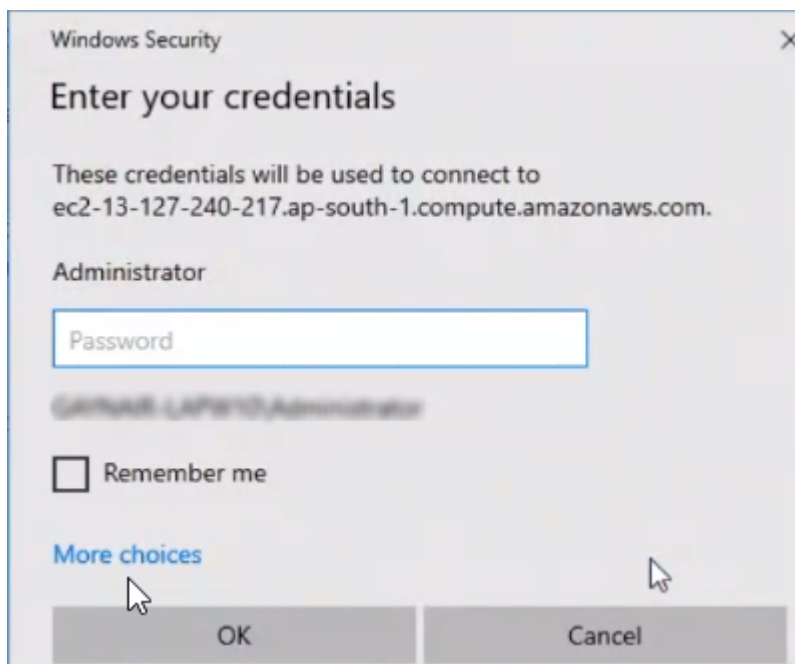 Windows Security
Enter your credentials
These credentials will be used to connect to
ec2-13-127-240-217.ap-south-1.compute.amazonaws.com.
Administrator
Password
Remember me
More choices
OK
Cancel